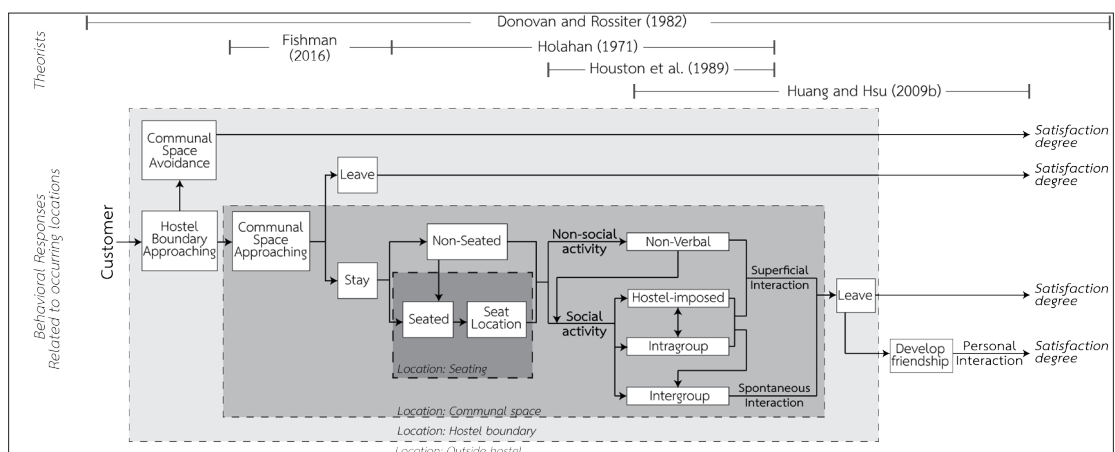 Theorists
Donovan and Rossiter (1982)
Fishman
(2016)
Holahan (1971)
Houston et al. (1989)
Huang and Hsu (2009b)
Behavioral Responses
Related to occurring locations
Customer
Communal
Space
Avoidance
Satisfaction
degree
Leave
Satisfaction
degree
Hostel
Boundary
Approaching
Communal
Space
Approaching
Stay
Non-Seated
Seated
Seat
Location
Location: Seating
Non-social
activity
Non-Verbal
Social
activity
Hostel-imposed
Intragroup
Intergroup
Superficial
Interaction
Spontaneous
Interaction
Leave
Satisfaction
degree
Develop
friendship
Personal
Interaction
Satisfaction
degree
Location: Communal space
Location: Hostel boundary
Location: Outside hostel